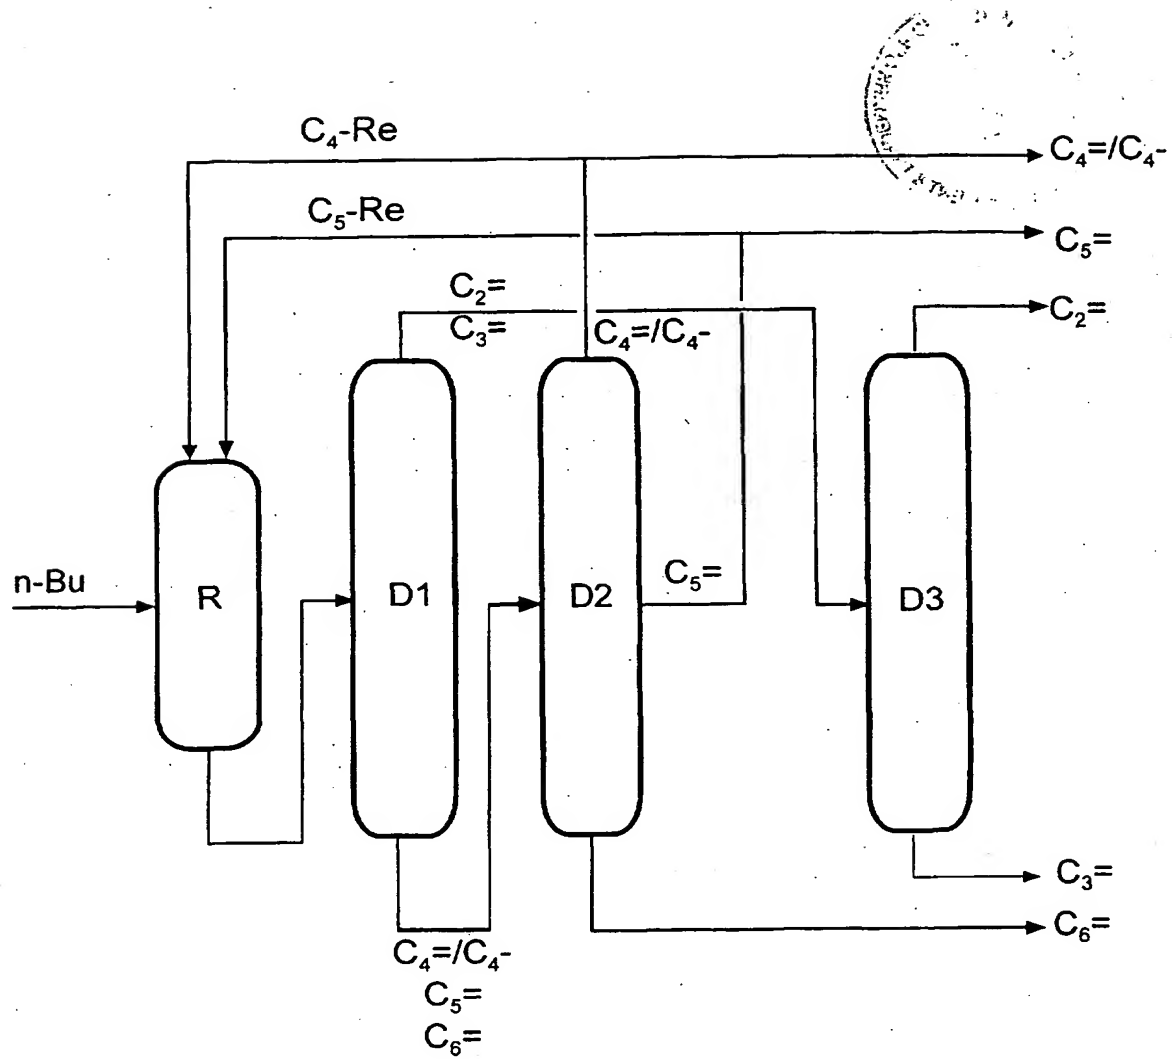 C₄-Re
C₄=/C₄-
C₅-Re
C₅=
C₂=
C₃=
C₄=/C₄-
C₂=
n-Bu
R
D1
D2
C₅=
D3
C₃=
C₆=
C₄=/C₄-
C₅=
C₆=